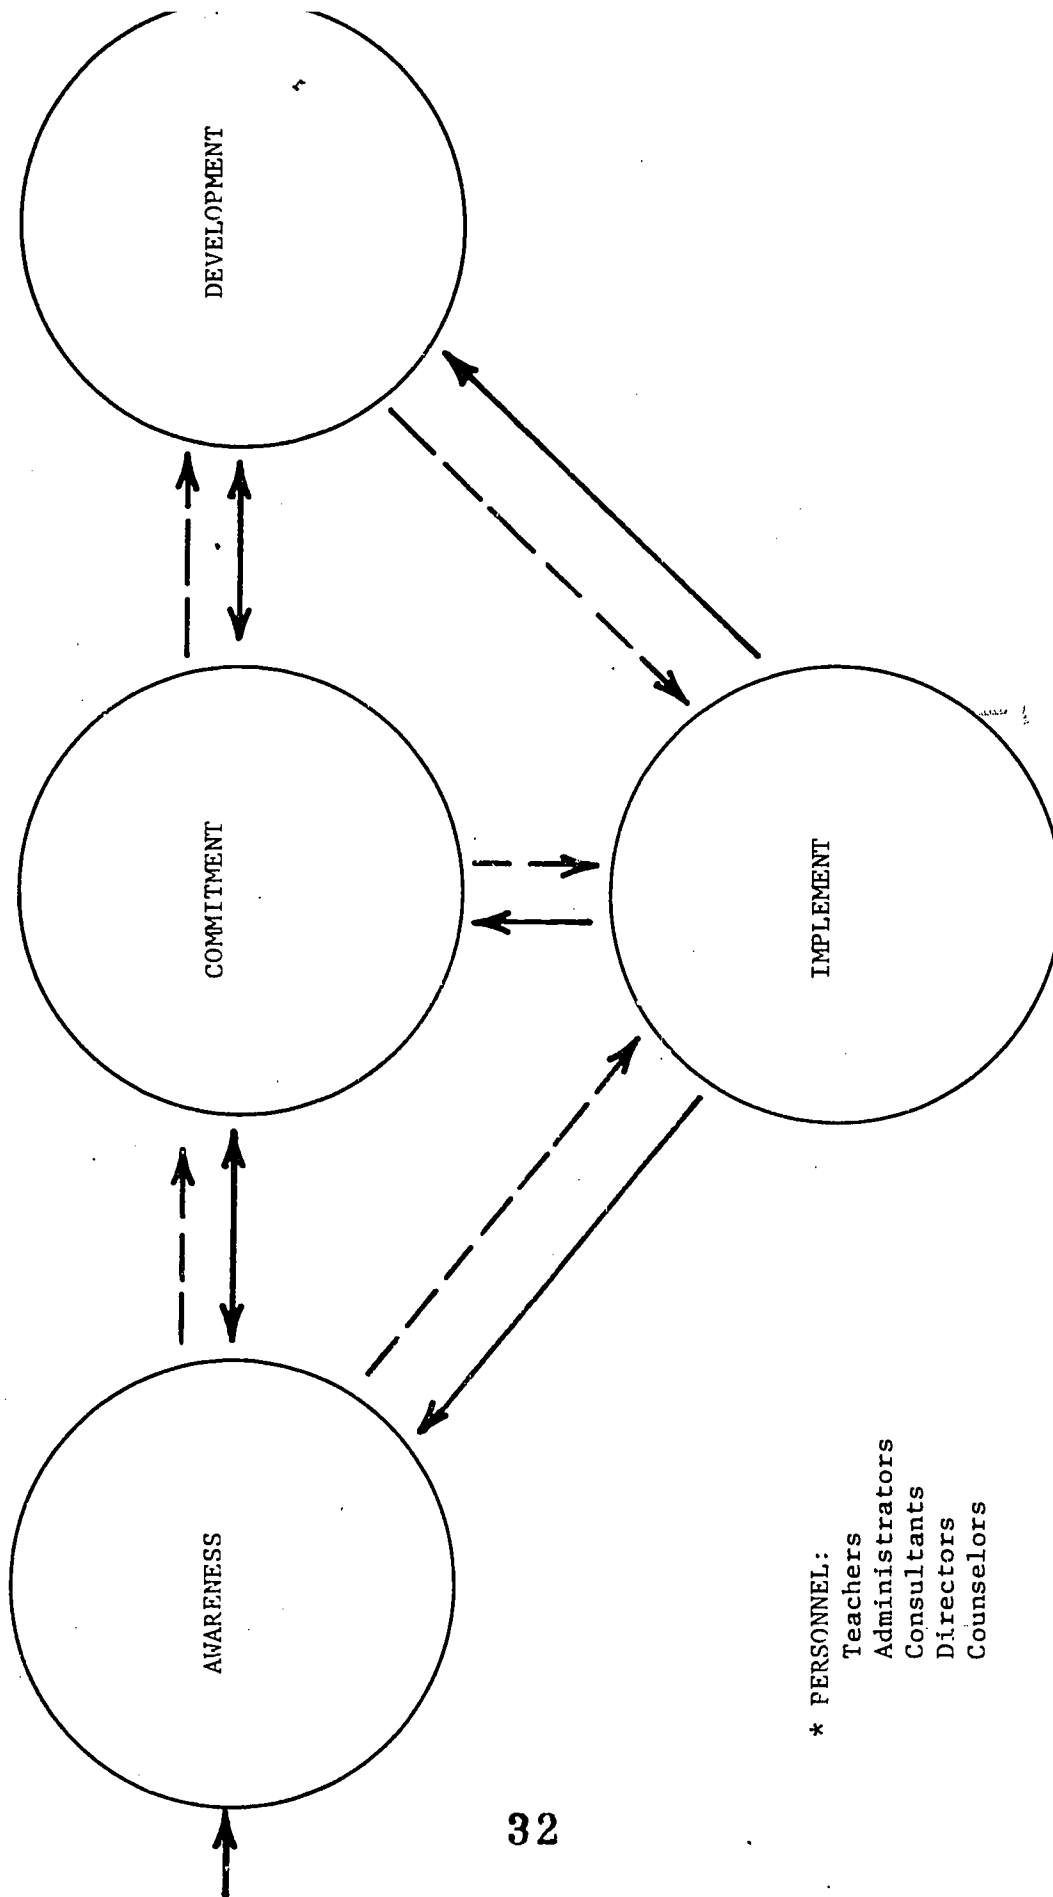 AWARENESS
COMMITMENT
DEVELOPMENT
IMPLEMENT
* PERSONNEL:
Teachers
Administrators
Consultants
Directors
Counselors
32